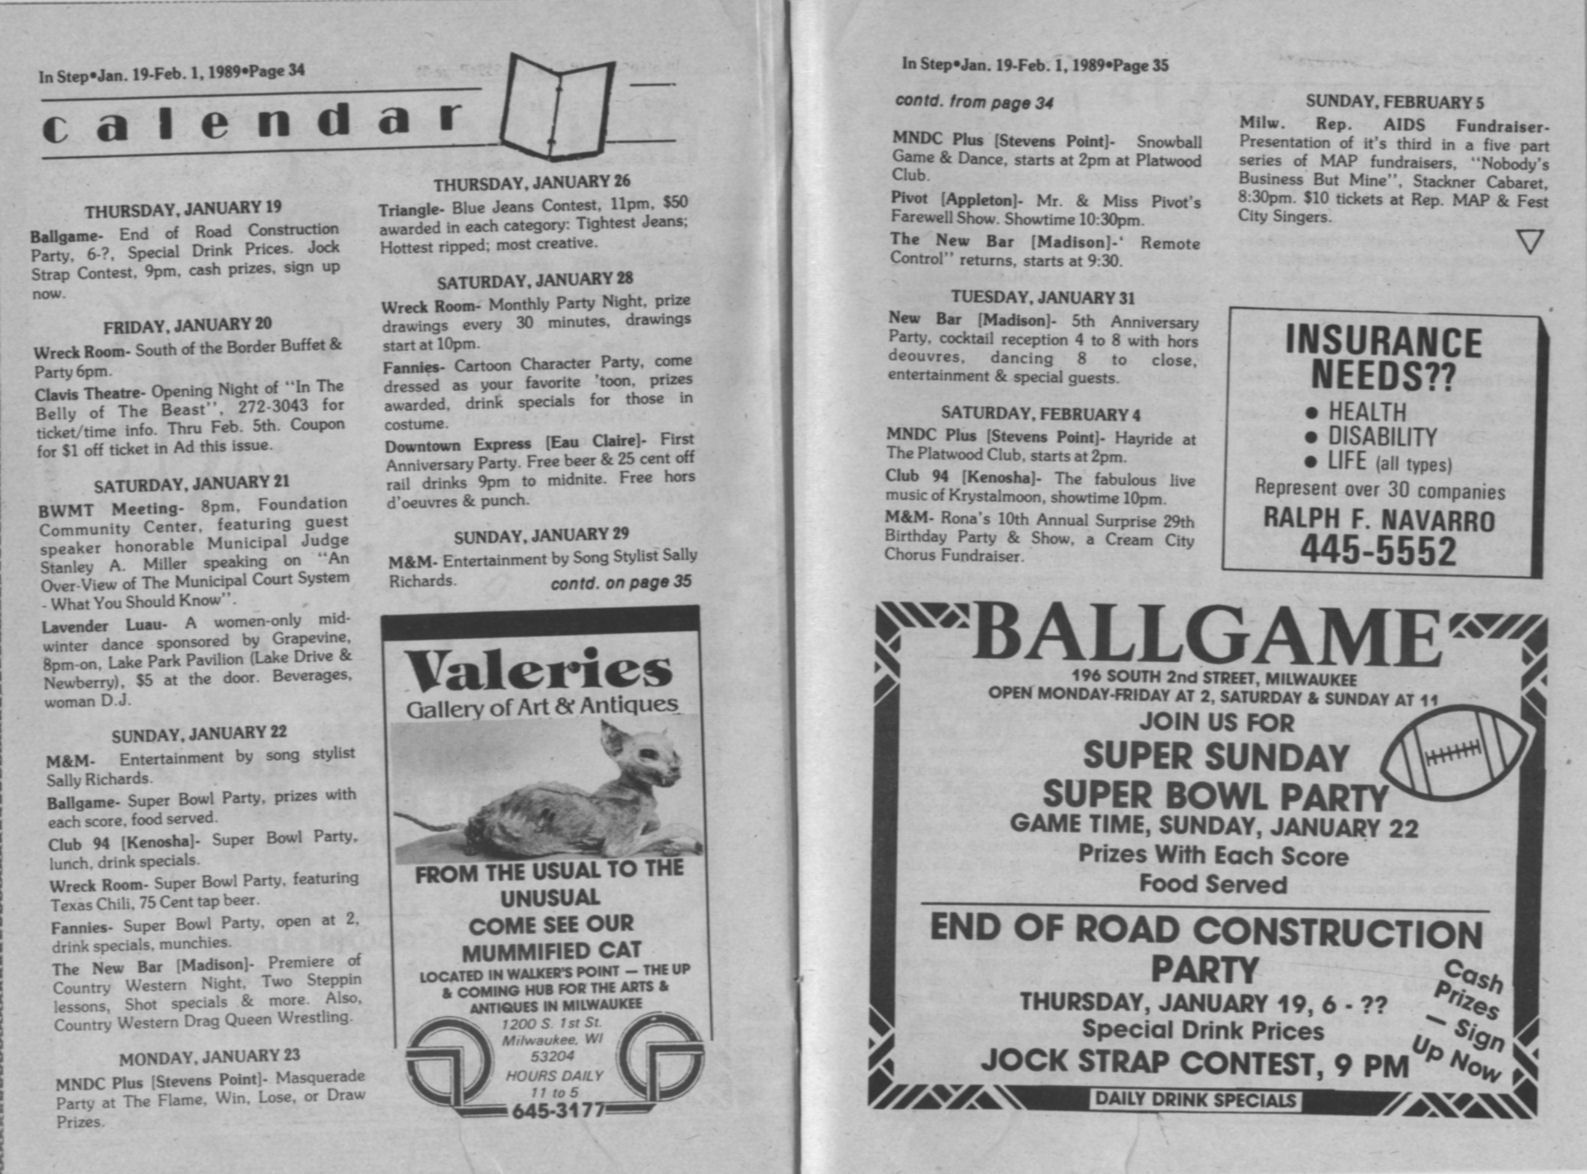 In Step•Jan. 19-Feb. 1, 1989•Page 34
calendar
THURSDAY, JANUARY 19
Ballgame- End of Road Construction
Party, 6-?, Special Drink Prices. Jock
Strap Contest, 9pm, cash prizes, sign up
now.
FRIDAY, JANUARY 20
Wreck Room- South of the Border Buffet &
Party 6pm.
Clavis Theatre- Opening Night of "In The
Belly of The Beast", 272-3043 for
ticket/time info. Thru Feb. 5th. Coupon
for $1 off ticket in Ad this issue.
SATURDAY, JANUARY 21
BWMT Meeting- 8pm, Foundation
Community Center, featuring guest
speaker honorable Municipal Judge
Stanley A. Miller speaking on "An
Over-View of The Municipal Court System
- What You Should Know".
Lavender Luau- A women-only mid-
winter dance sponsored by Grapevine,
8pm-on, Lake Park Pavilion (Lake Drive &
Newberry), $5 at the door. Beverages,
woman D.J.
SUNDAY, JANUARY 22
M&M- Entertainment by song stylist
Sally Richards.
Ballgame- Super Bowl Party, prizes with
each score, food served.
Club 94 [Kenosha]- Super Bowl Party,
lunch, drink specials.
Wreck Room- Super Bowl Party, featuring
Texas Chili, 75 Cent tap beer.
Fannies- Super Bowl Party, open at 2,
drink specials, munchies.
The New Bar [Madison]- Premiere of
Country Western Night, Two Steppin
lessons, Shot specials & more. Also,
Country Western Drag Queen Wrestling.
MONDAY, JANUARY 23
MNDC Plus [Stevens Point]- Masquerade
Party at The Flame, Win, Lose, or Draw
Prizes.
THURSDAY, JANUARY 26
Triangle- Blue Jeans Contest, 11pm, $50
awarded in each category: Tightest Jeans;
Hottest ripped; most creative.
SATURDAY, JANUARY 28
Wreck Room- Monthly Party Night, prize
drawings every 30 minutes, drawings
start at 10pm.
Fannies- Cartoon Character Party, come
dressed as your favorite 'toon, prizes
awarded, drink specials for those in
costume.
Downtown Express [Eau Claire]- First
Anniversary Party. Free beer & 25 cent off
rail drinks 9pm to midnite. Free hors
d'oeuvres & punch.
SUNDAY, JANUARY 29
M&M- Entertainment by Song Stylist Sally
Richards.
contd. on page 35
Valeries
Gallery of Art & Antiques
FROM THE USUAL TO THE
UNUSUAL
COME SEE OUR
MUMMIFIED CAT
LOCATED IN WALKER'S POINT — THE UP
& COMING HUB FOR THE ARTS &
ANTIQUES IN MILWAUKEE
1200 S. 1st St.
Milwaukee, WI
53204
HOURS DAILY
11 to 5
645-3177
In Step•Jan. 19-Feb. 1, 1989•Page 35
contd. from page 34
MNDC Plus [Stevens Point]- Snowball
Game & Dance, starts at 2pm at Platwood
Club.
Pivot [Appleton]- Mr. & Miss Pivot's
Farewell Show. Showtime 10:30pm.
The New Bar [Madison]-' Remote
Control" returns, starts at 9:30.
TUESDAY, JANUARY 31
New Bar [Madison]- 5th Anniversary
Party, cocktail reception 4 to 8 with hors
deouvres, dancing 8 to close,
entertainment & special guests.
SATURDAY, FEBRUARY 4
MNDC Plus [Stevens Point]- Hayride at
The Platwood Club, starts at 2pm.
Club 94 [Kenosha]- The fabulous live
music of Krystalmoon, showtime 10pm.
M&M- Rona's 10th Annual Surprise 29th
Birthday Party & Show, a Cream City
Chorus Fundraiser.
SUNDAY, FEBRUARY 5
Milw. Rep. AIDS Fundraiser-
Presentation of it's third in a five part
series of MAP fundraisers, "Nobody's
Business But Mine", Stackner Cabaret,
8:30pm. $10 tickets at Rep. MAP & Fest
City Singers.
INSURANCE
NEEDS??
• HEALTH
• DISABILITY
• LIFE (all types)
Represent over 30 companies
RALPH F. NAVARRO
445-5552
BALLGAME
196 SOUTH 2nd STREET, MILWAUKEE
OPEN MONDAY-FRIDAY AT 2, SATURDAY & SUNDAY AT 11
JOIN US FOR
SUPER SUNDAY
SUPER BOWL PARTY
GAME TIME, SUNDAY, JANUARY 22
Prizes With Each Score
Food Served
END OF ROAD CONSTRUCTION
PARTY
THURSDAY, JANUARY 19, 6 - ??
Special Drink Prices
JOCK STRAP CONTEST, 9 PM
Cash
Prizes
— Sign
Up Now
DAILY DRINK SPECIALS